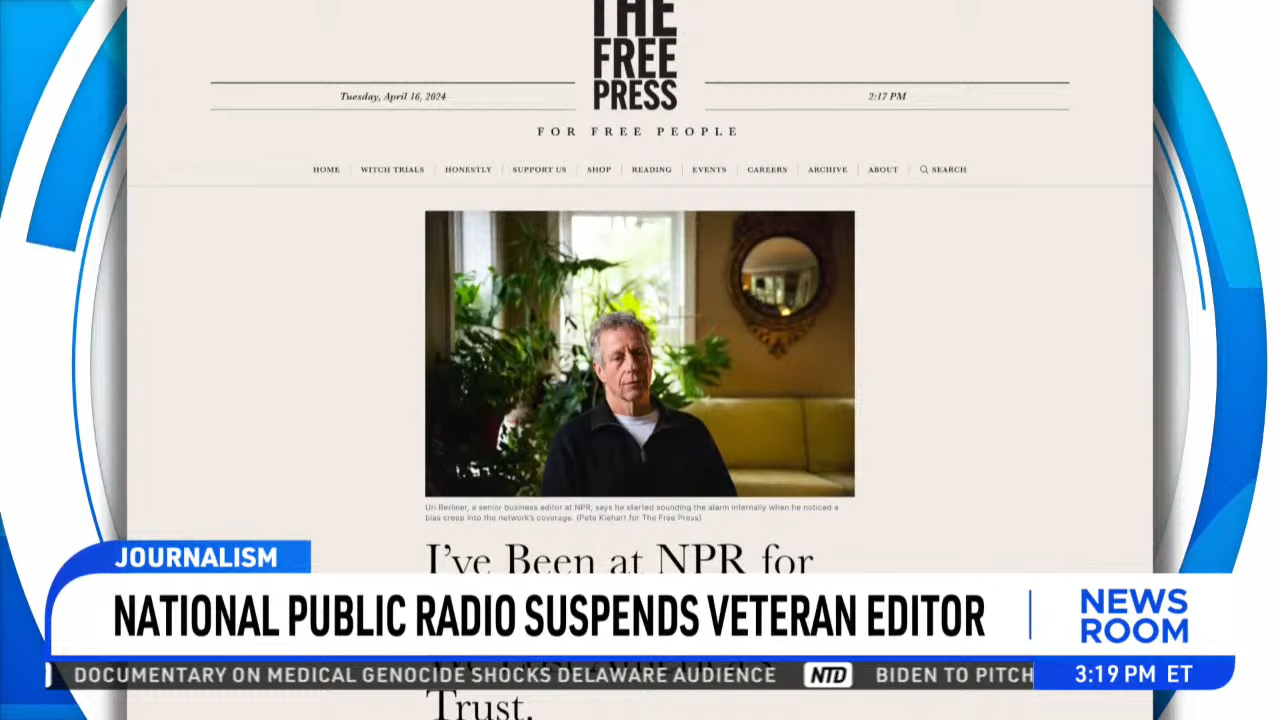 THE
FREE
PRESS
Tuesday, April 16, 2024
2:17 PM
FOR FREE PEOPLE
HOME WITCH TRIALS HONESTLY SUPPORT US SHOP READING EVENTS CAREERS ARCHIVE ABOUT SEARCH
Uri Berliner, a senior business editor at NPR, says he started sounding the alarm internally when he noticed a
bias creep into the network's coverage. (Pete Kiehart for The Free Press)
I've Been at NPR for
JOURNALISM
NATIONAL PUBLIC RADIO SUSPENDS VETERAN EDITOR
NEWS
ROOM
DOCUMENTARY ON MEDICAL GENOCIDE SHOCKS DELAWARE AUDIENCE NTD BIDEN TO PITCH
3:19 PM ET
Trust.